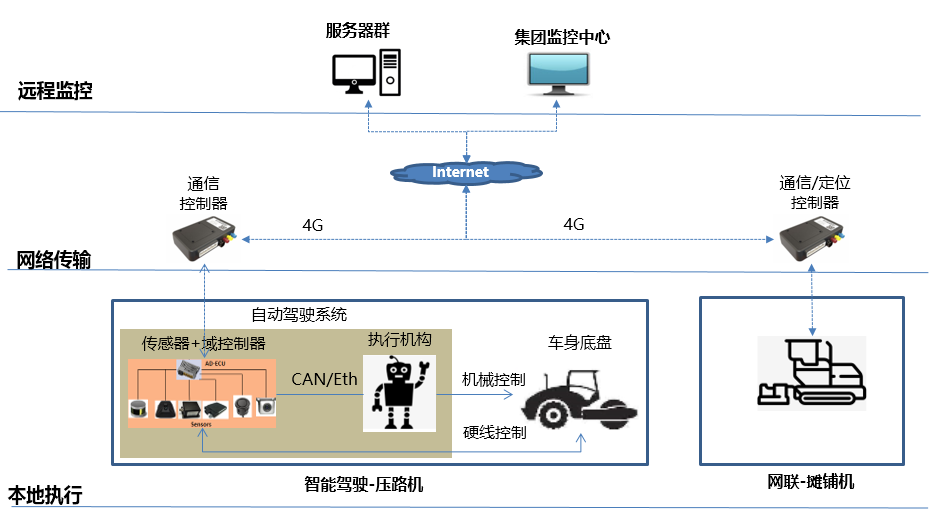 服务器群
集团监控中心
远程监控
Internet
通信
控制器
通信/定位
控制器
4G
4G
网络传输
自动驾驶系统
传感器+域控制器
执行机构
车身底盘
AD-ECU
CAN/Eth
机械控制
Sensors
硬线控制
智能驾驶-压路机
网联-摊铺机
本地执行